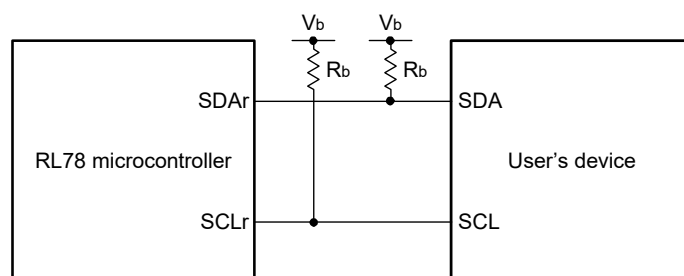 Vb Vb
Rb Rb
SDAr SDA
RL78 microcontroller User's device
SCLr SCL